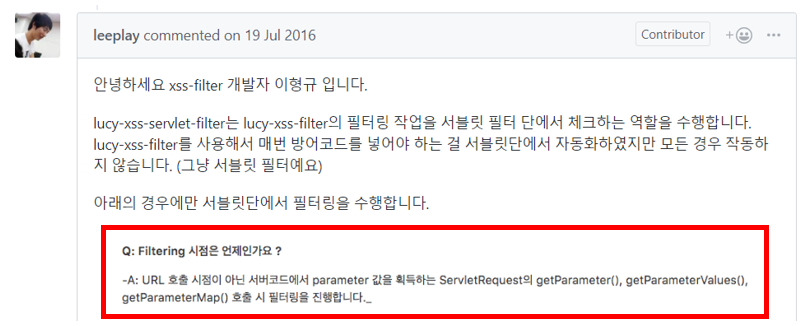 leeplay commented on 19 Jul 2016
Contributor
안녕하세요 xss-filter 개발자 이형규 입니다.
lucy-xss-servlet-filter는 lucy-xss-filter의 필터링 작업을 서블릿 필터 단에서 체크하는 역할을 수행합니다.
lucy-xss-filter를 사용해서 매번 방어코드를 넣어야 하는 걸 서블릿단에서 자동화하였지만 모든 경우 작동하
지 않습니다. (그냥 서블릿 필터예요)
아래의 경우에만 서블릿단에서 필터링을 수행합니다.
Q: Filtering 시점은 언제인가요 ?
-A: URL 호출 시점이 아닌 서버코드에서 parameter 값을 획득하는 ServletRequest의 getParameter(), getParameterValues(),
getParameterMap() 호출 시 필터링을 진행합니다._